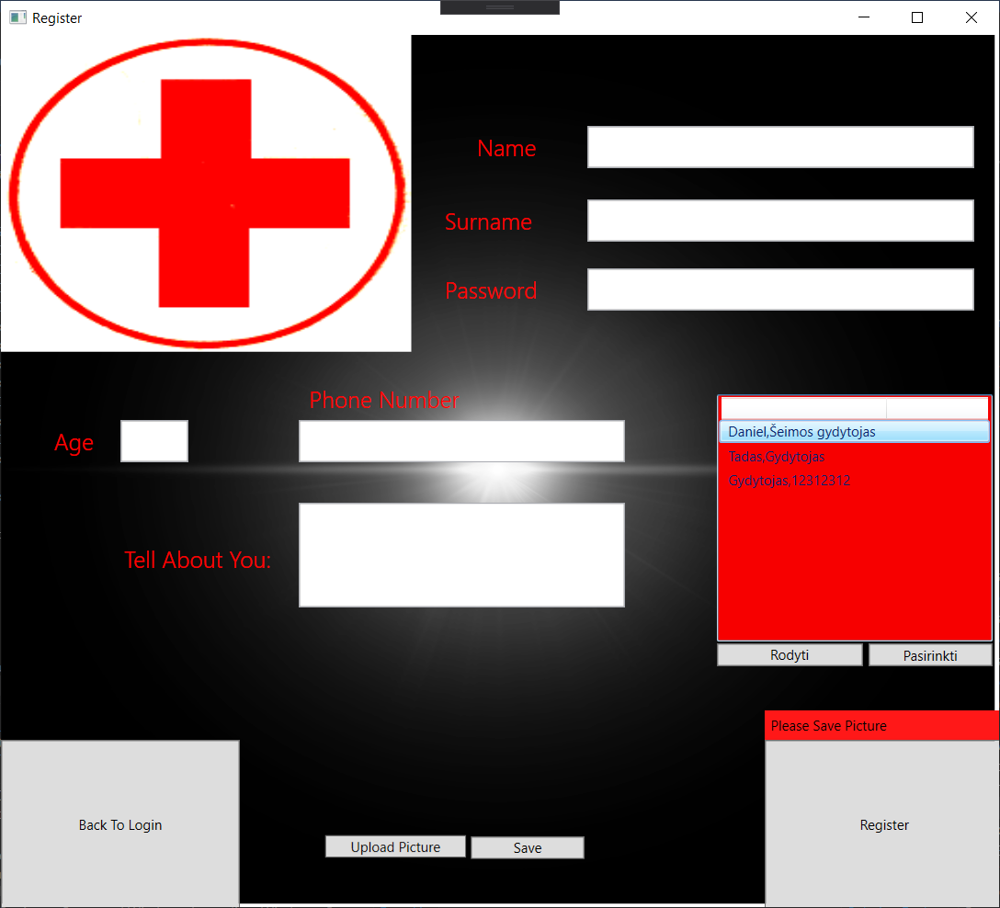 Register
Name
Surname
Password
Phone Number
Age
Daniel,Šeimos gydytojas
Tadas,Gydytojas
Gydytojas,12312312
Tell About You:
Rodyti
Pasirinkti
Please Save Picture
Back To Login
Register
Upload Picture
Save